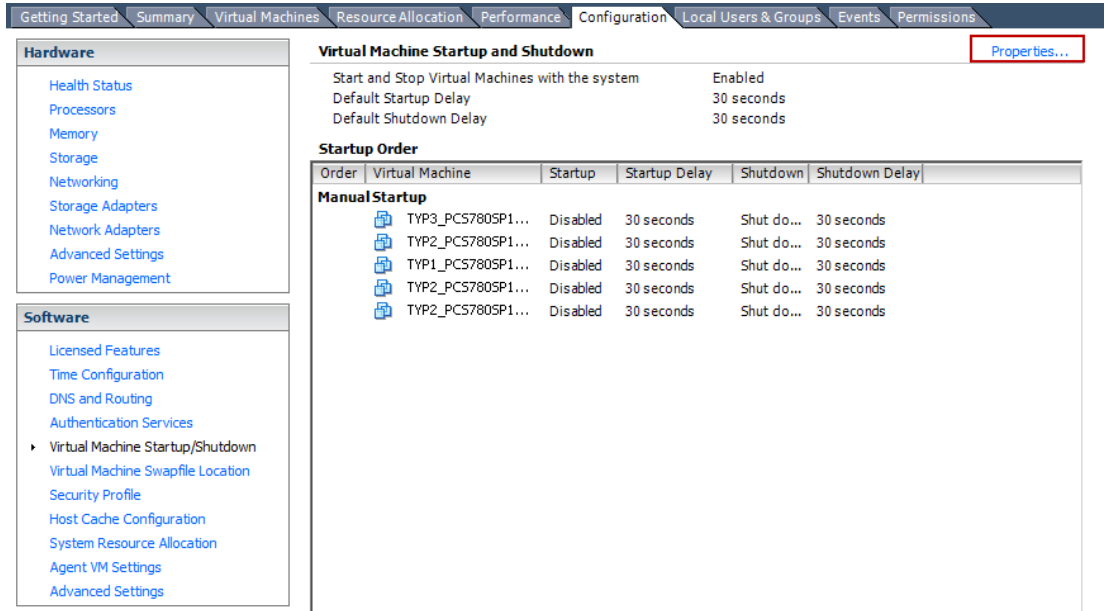 Getting Started Summary Virtual Machines Resource Allocation Performance Configuration Local Users & Groups Events Permissions
Hardware
Health Status
Processors
Memory
Storage
Networking
Storage Adapters
Network Adapters
Advanced Settings
Power Management
Software
Licensed Features
Time Configuration
DNS and Routing
Authentication Services
Virtual Machine Startup/Shutdown
Virtual Machine Swapfile Location
Security Profile
Host Cache Configuration
System Resource Allocation
Agent VM Settings
Advanced Settings
Virtual Machine Startup and Shutdown Properties...
Start and Stop Virtual Machines with the system Enabled
Default Startup Delay 30 seconds
Default Shutdown Delay 30 seconds
Startup Order
Order Virtual Machine Startup Startup Delay Shutdown Shutdown Delay
Manual Startup
TYP3_PCS780SP1... Disabled 30 seconds Shut do... 30 seconds
TYP2_PCS780SP1... Disabled 30 seconds Shut do... 30 seconds
TYP1_PCS780SP1... Disabled 30 seconds Shut do... 30 seconds
TYP2_PCS780SP1... Disabled 30 seconds Shut do... 30 seconds
TYP2_PCS780SP1... Disabled 30 seconds Shut do... 30 seconds